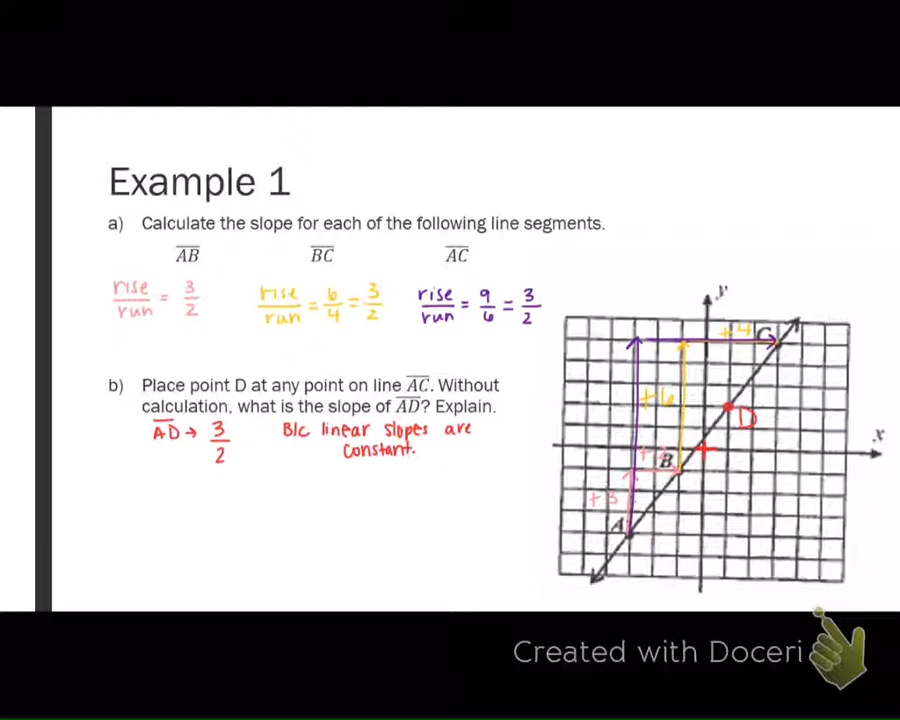 Example 1
a) Calculate the slope for each of the following line segments.
AB BC AC
rise/run = 3/2 rise/run = 6/4 = 3/2 rise/run = 9/6 = 3/2
b) Place point D at any point on line AC. Without
calculation, what is the slope of AD? Explain.
AD → 3/2 B/c linear slopes are
constant.
y
+4 C
+6
D
x
B
+3
A
Created with Doceri